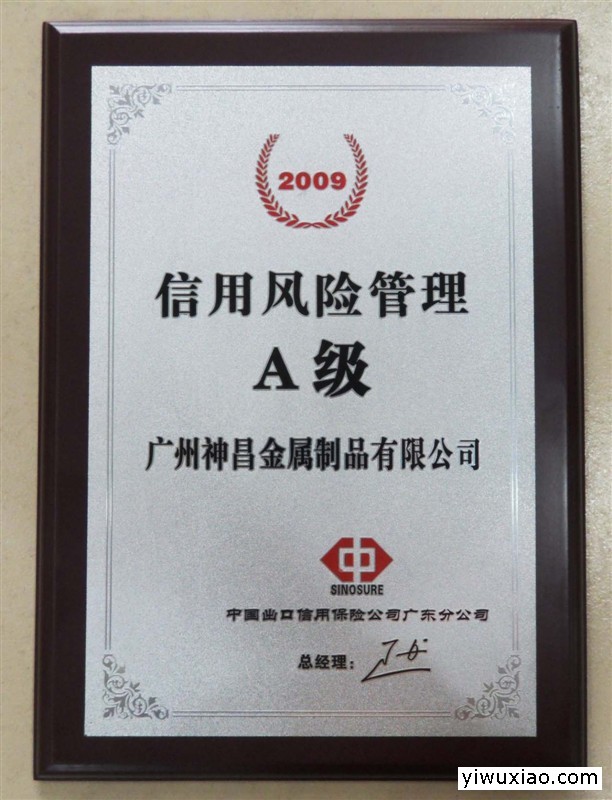 2009
信用风险管理
A级
广州神昌金属制品有限公司
SINOSURE
中国出口信用保险公司广东分公司
总经理：
yiwuxiao.com